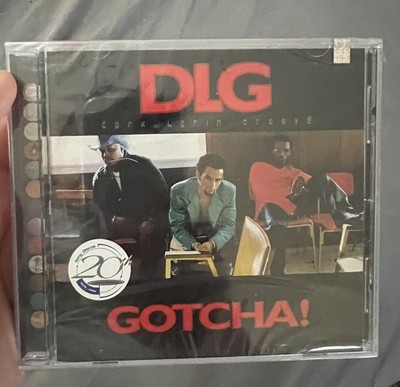 DLG
dark latin groove
20
GOTCHA!